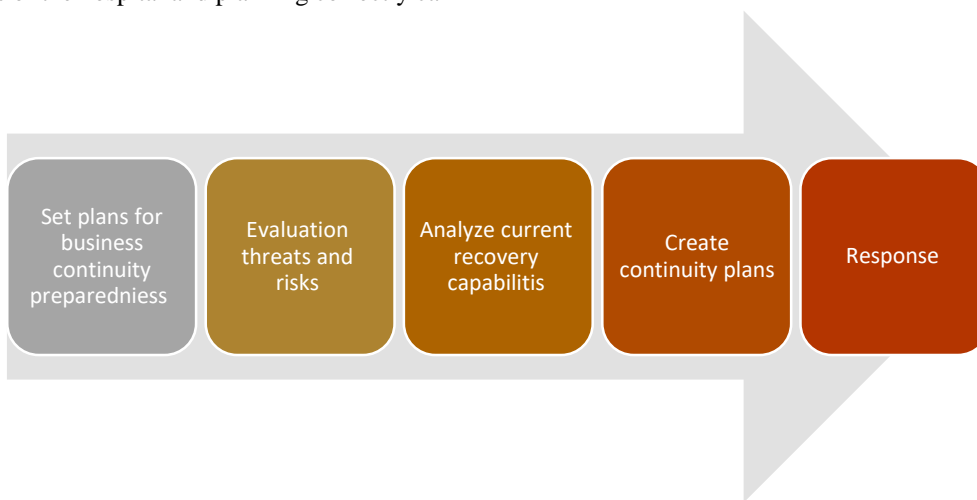 Set plans for
business
continuity
preparedniess
Evaluation
threats and
risks
Analyze current
recovery
capabilitis
Create
continuity plans
Response